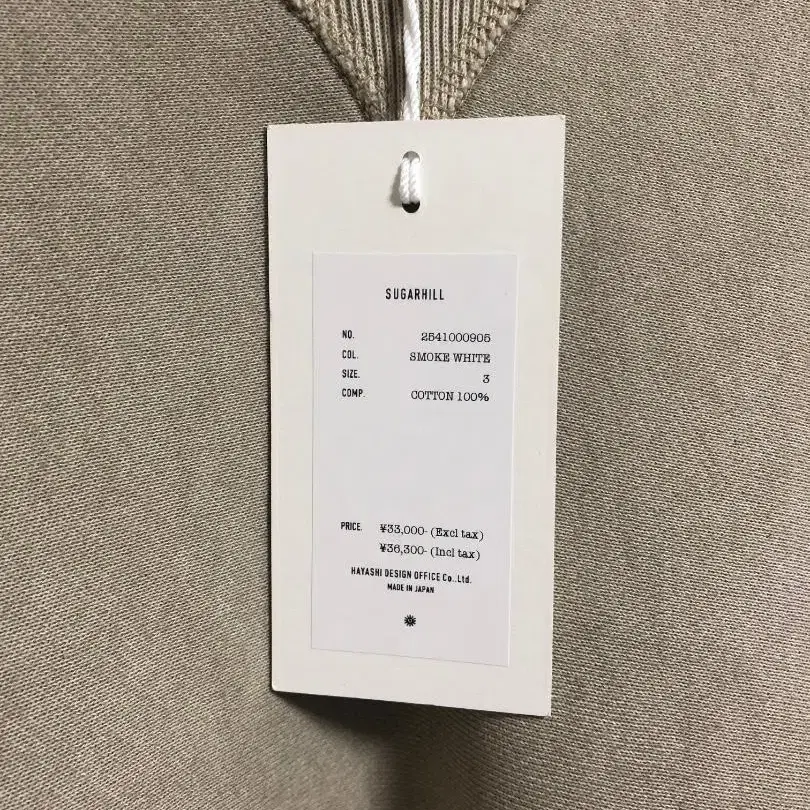 SUGARHILL
NO. 2541000905
COL. SMOKE WHITE
SIZE. 3
COMP. COTTON 100%
PRICE. ¥33,000- (Excl tax)
¥36,300- (Incl tax)
HAYASHI DESIGN OFFICE Co.,Ltd.
MADE IN JAPAN